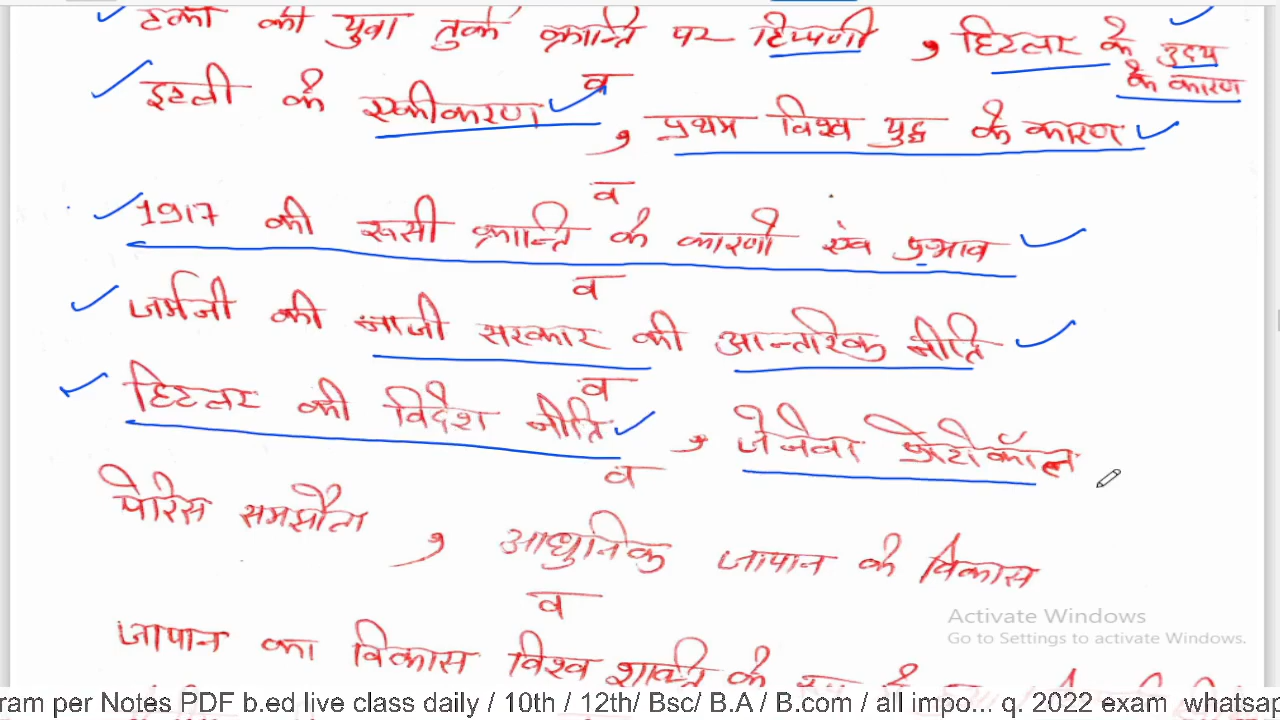 टर्की की युवा तुर्क क्रान्ति पर टिप्पणी , हिटलर के उदय के कारण
व
इटली के एकीकरण , प्रथम विश्व युद्ध के कारण
व
1917 की रूसी क्रान्ति के कारणो एंव प्रभाव
व
जर्मनी की नाजी सरकार की आन्तरिक नीति
व
हिटलर की विदेश नीति , जेनेवा प्रोटोकॉल
व
पेरिस समझौता , आधुनिक जापान के विकास
व
जापान का विकास विश्व शक्ति के रूप में
Activate Windows
Go to Settings to activate Windows.
ram per Notes PDF b.ed live class daily / 10th / 12th/ Bsc/ B.A / B.com / all impo... q. 2022 exam whatsap